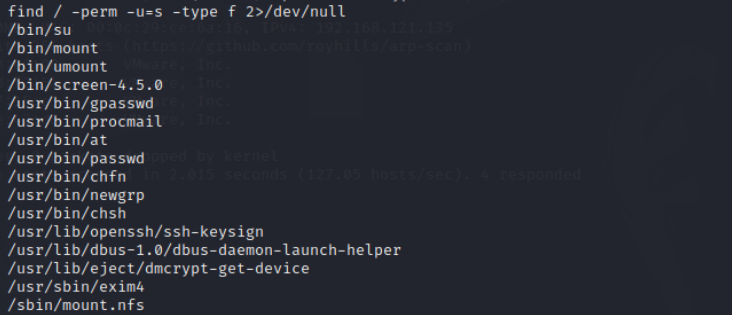 find / -perm -u=s -type f 2>/dev/null
/bin/su
/bin/mount
/bin/umount
/bin/screen-4.5.0
/usr/bin/gpasswd
/usr/bin/procmail
/usr/bin/at
/usr/bin/passwd
/usr/bin/chfn
/usr/bin/newgrp
/usr/bin/chsh
/usr/lib/openssh/ssh-keysign
/usr/lib/dbus-1.0/dbus-daemon-launch-helper
/usr/lib/eject/dmcrypt-get-device
/usr/sbin/exim4
/sbin/mount.nfs